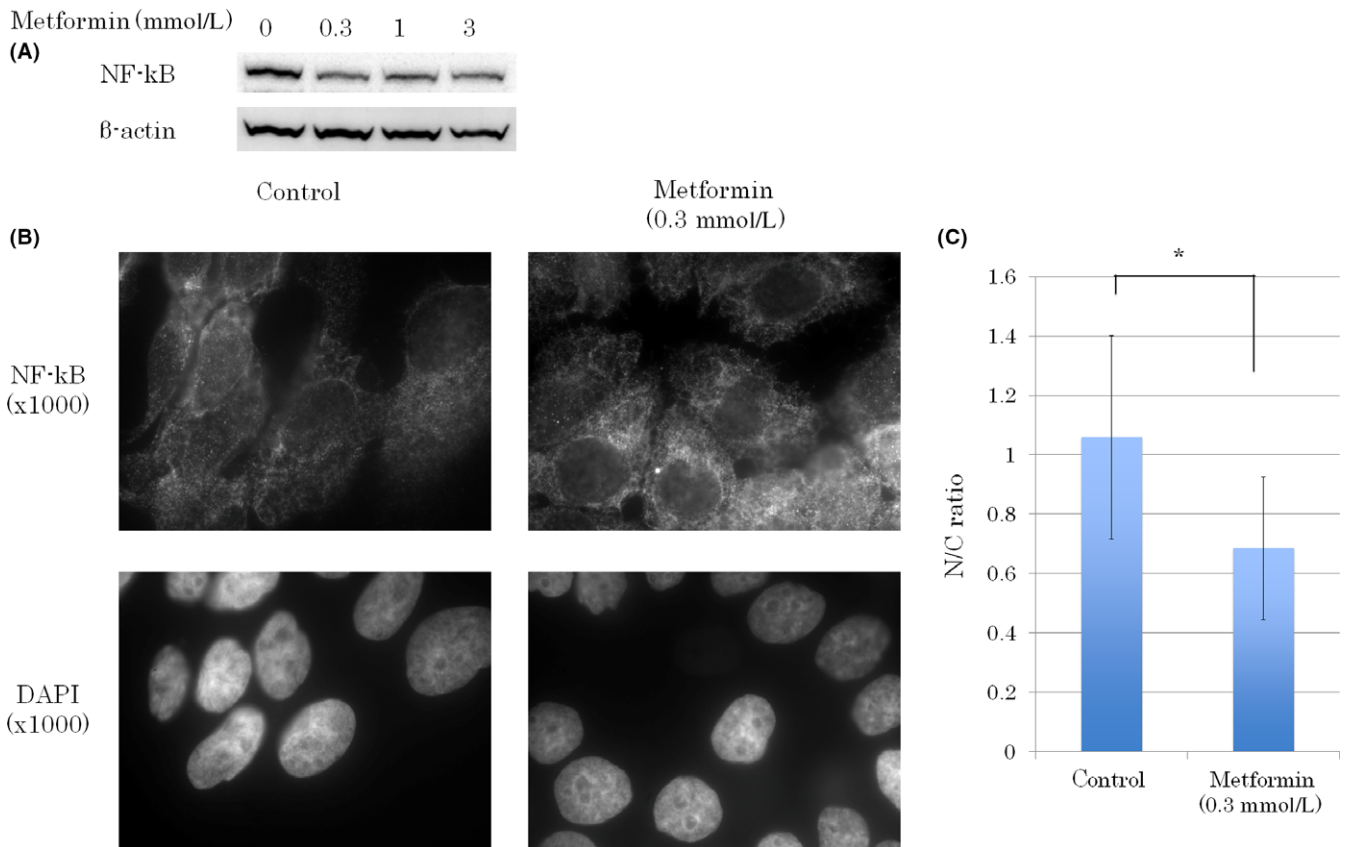 Metformin (mmol/L) 0 0.3 1 3
(A)
NF-kB
β-actin
Control
Metformin
(0.3 mmol/L)
(B)
NF-kB
(x1000)
DAPI
(x1000)
(C)
*
1.6
1.4
1.2
1
0.8
0.6
0.4
0.2
0
N/C ratio
Control
Metformin
(0.3 mmol/L)